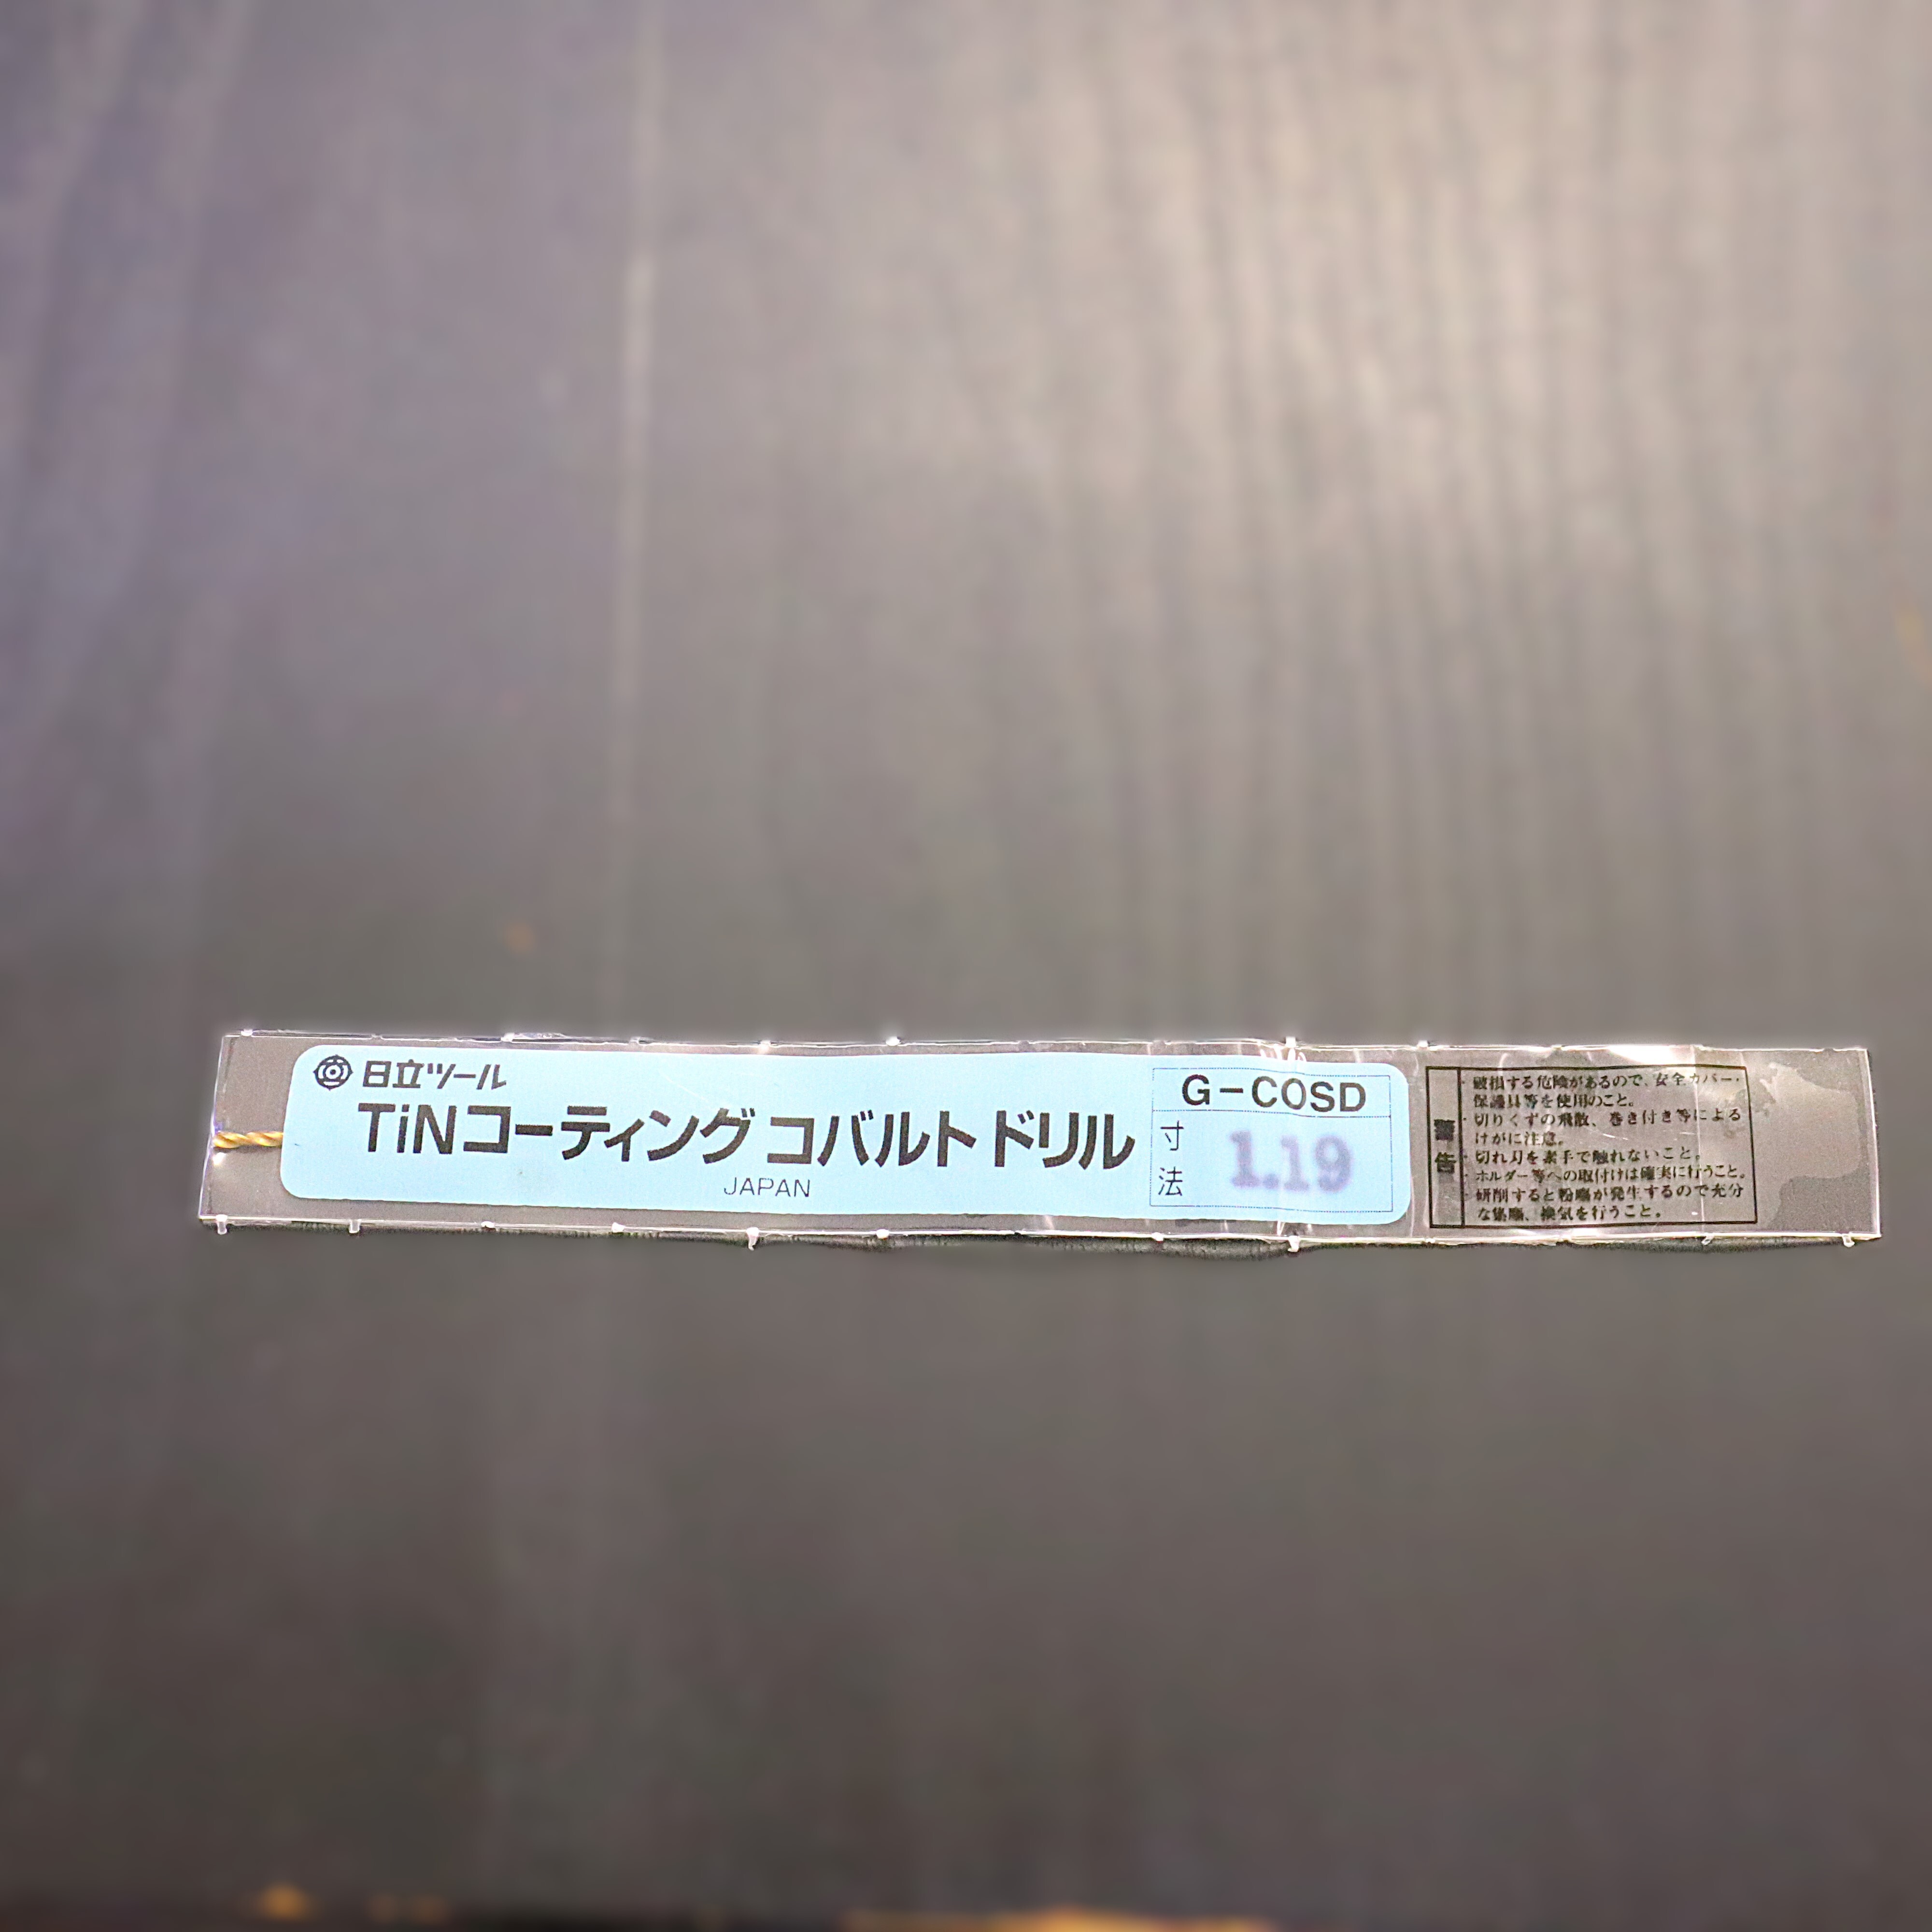 日立ツール
TiNコーティング コバルト ドリル
JAPAN
G-COSD
寸法
1.19
警告
・破損する危険があるので、安全カバー・
保護具等を使用のこと。
・切りくずの飛散、巻き付き等による
けがに注意。
・切れ刃を素手で触れないこと。
・ホルダー等への取付けは確実に行うこと。
・研削すると粉塵が発生するので充分
な集塵、換気を行うこと。